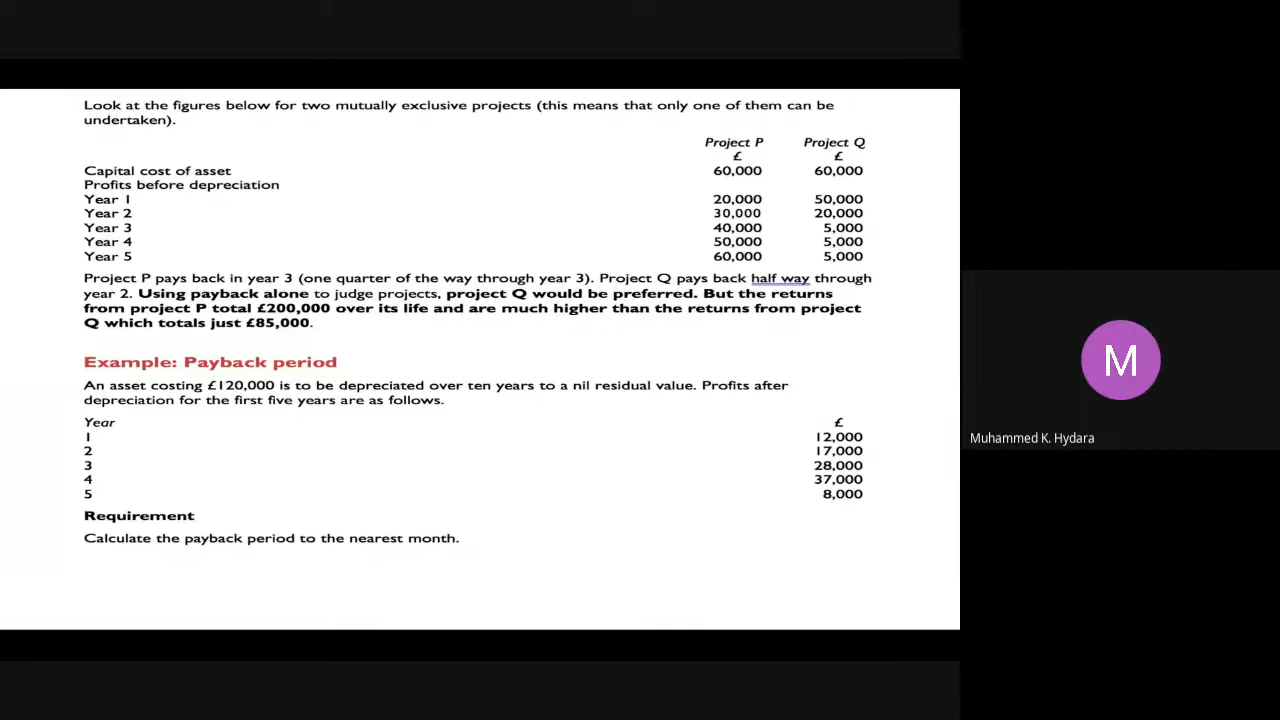 Look at the figures below for two mutually exclusive projects (this means that only one of them can be
undertaken).
Project P Project Q
£ £
Capital cost of asset 60,000 60,000
Profits before depreciation
Year 1 20,000 50,000
Year 2 30,000 20,000
Year 3 40,000 5,000
Year 4 50,000 5,000
Year 5 60,000 5,000
Project P pays back in year 3 (one quarter of the way through year 3). Project Q pays back half way through
year 2. Using payback alone to judge projects, project Q would be preferred. But the returns
from project P total £200,000 over its life and are much higher than the returns from project
Q which totals just £85,000.
Example: Payback period
An asset costing £120,000 is to be depreciated over ten years to a nil residual value. Profits after
depreciation for the first five years are as follows.
Year £
1 12,000
2 17,000
3 28,000
4 37,000
5 8,000
Requirement
Calculate the payback period to the nearest month.
M
Muhammed K. Hydara